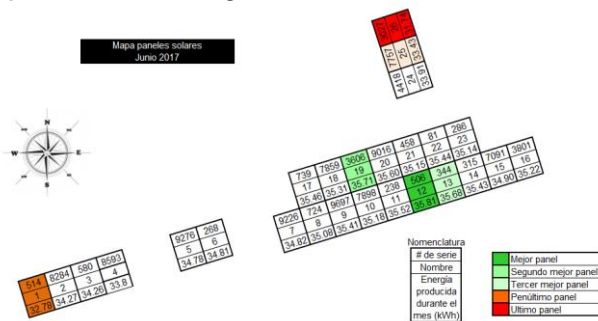 Mapa paneles solares
Junio 2017
26
7757
25
33.43
4418
24
33.91
N
W
E
S
739 7859 3606 9016 458 81 286
17 18 19 20 21 22 23
35.46 35.31 35.71 35.60 35.15 35.44 35.14
9226 724 9697 7898 238 506 344 315 7091 3801
7 8 9 10 11 12 13 14 15 16
34.82 35.08 35.41 35.18 35.52 35.81 35.68 35.43 34.90 35.22
9276 268
5 6
34.78 34.81
514 8284 580 8593
1 2 3 4
32.78 34.27 34.26 33.8
Nomenclatura
# de serie
Nombre
Energía
producida
durante el
mes (kWh)
Mejor panel
Segundo mejor panel
Tercer mejor panel
Penúltimo panel
Ultimo panel